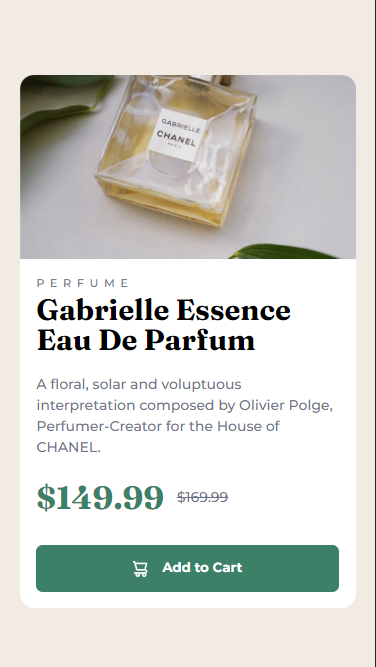 GABRIELLE
CHANEL
PARIS
PERFUME
Gabrielle Essence
Eau De Parfum
A floral, solar and voluptuous
interpretation composed by Olivier Polge,
Perfumer-Creator for the House of
CHANEL.
$149.99 $169.99
Add to Cart